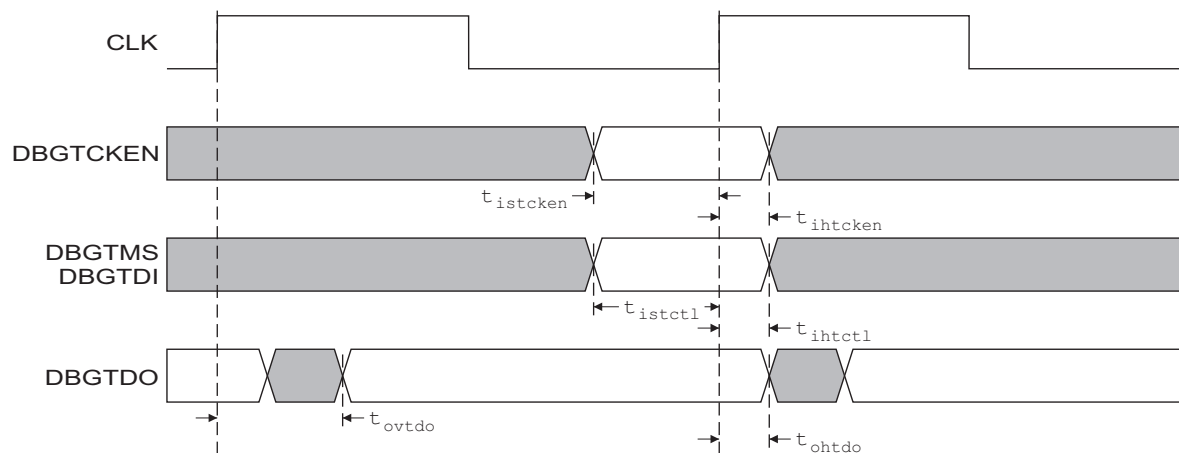 CLK
DBGTCKEN
tistcken
tihtcken
DBGTMS
DBGTDI
tistctl
tihtctl
DBGTDO
tovtdo
tohtdo